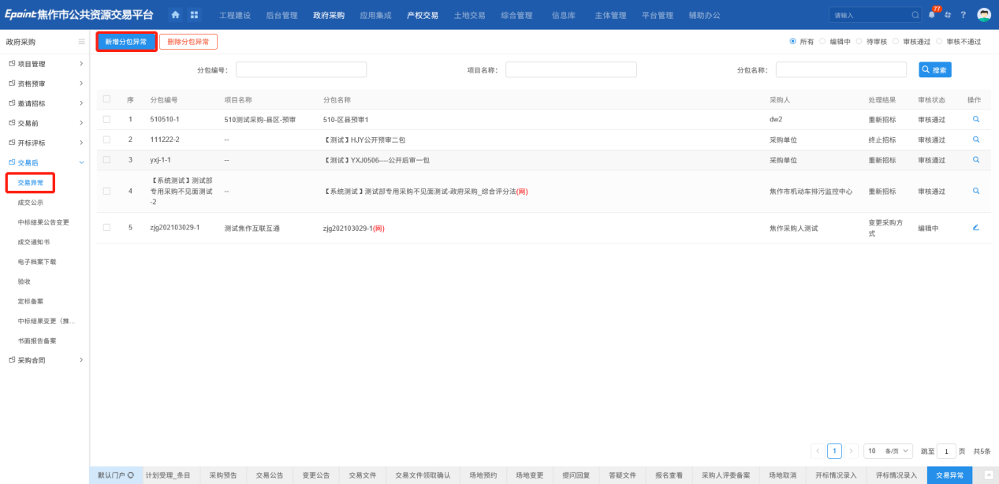 Epoint焦作市公共资源交易平台 工程建设 后台管理 政府采购 应用集成 产权交易 土地交易 综合管理 信息库 主体管理 平台管理 辅助办公 请输入 77 ?
政府采购
项目管理
资格预审
邀请招标
交易前
开标评标
交易后
交易异常
成交公示
中标结果公告变更
成交通知书
电子档案下载
验收
定标备案
中标结果变更（推...
书面报告备案
采购合同
新增分包异常 删除分包异常 所有 编辑中 待审核 审核通过 审核不通过
分包编号： 项目名称： 分包名称： 搜索
序 分包编号 项目名称 分包名称 采购人 处理结果 审核状态 操作
1 510510-1 510测试采购-县区-预审 510-区县预审1 dw2 重新招标 审核通过
2 111222-2 -- 【测试】HJY公开预审二包 采购单位 终止招标 审核通过
3 yxj-1-1 -- 【测试】YXJ0506----公开后审一包 采购单位 重新招标 审核通过
4 【系统测试】测试部
专用采购不见面测试
-2 -- 【系统测试】测试部专用采购不见面测试-政府采购_综合评分法(网) 焦作市机动车排污监控中心 重新招标 审核通过
5 zjg202103029-1 测试焦作互联互通 zjg202103029-1(网) 焦作采购人测试 变更采购方
式 编辑中
1 10 条/页 跳至 1 页 共5条
默认门户 计划受理_条目 采购预告 交易公告 变更公告 交易文件 交易文件领取确认 场地预约 场地变更 提问回复 答疑文件 报名查看 采购人评委备案 场地取消 开标情况录入 评标情况录入 交易异常